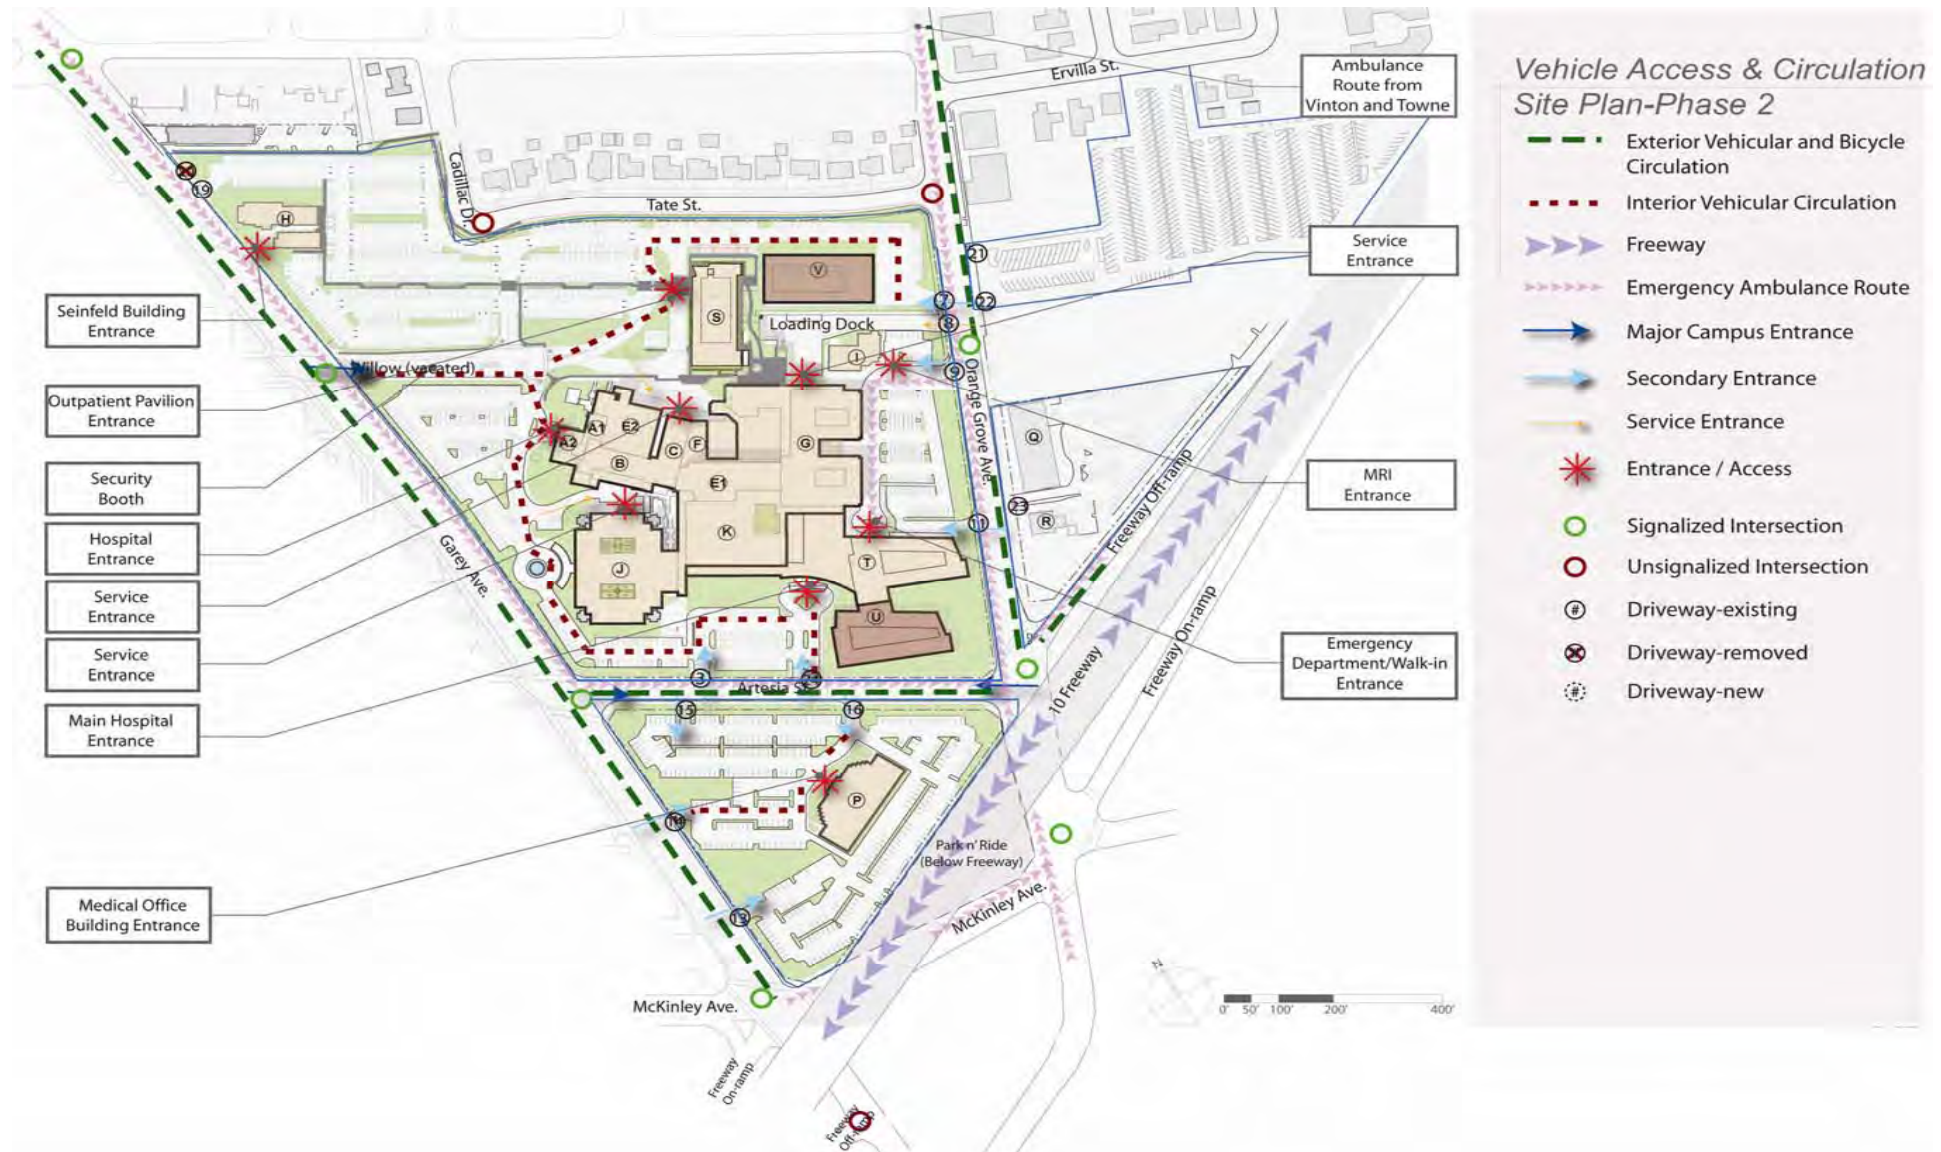 Vehicle Access & Circulation
Site Plan-Phase 2
Exterior Vehicular and Bicycle
Circulation
Interior Vehicular Circulation
Freeway
Emergency Ambulance Route
Major Campus Entrance
Secondary Entrance
Service Entrance
Entrance / Access
Signalized Intersection
Unsignalized Intersection
# Driveway-existing
Driveway-removed
# Driveway-new
Ambulance
Route from
Vinton and Towne
Service
Entrance
MRI
Entrance
Emergency
Department/Walk-in
Entrance
Seinfeld Building
Entrance
Outpatient Pavilion
Entrance
Security
Booth
Hospital
Entrance
Service
Entrance
Service
Entrance
Main Hospital
Entrance
Medical Office
Building Entrance
Ervilla St.
Cadillac Dr.
Tate St.
19
H
21
V
7
22
S
Loading Dock
8
I
9
Willow (vacated)
Orange Grove Ave.
A1
E2
A2
B
C
F
G
Q
E1
23
R
11
K
T
J
U
Garey Ave.
Freeway Off-ramp
Freeway On-ramp
10 Freeway
3
Artesia St.
15
16
P
14
13
Park n' Ride
(Below Freeway)
McKinley Ave.
McKinley Ave.
N
0' 50' 100' 200' 400'
Freeway
On-ramp
Freeway
Off-ramp